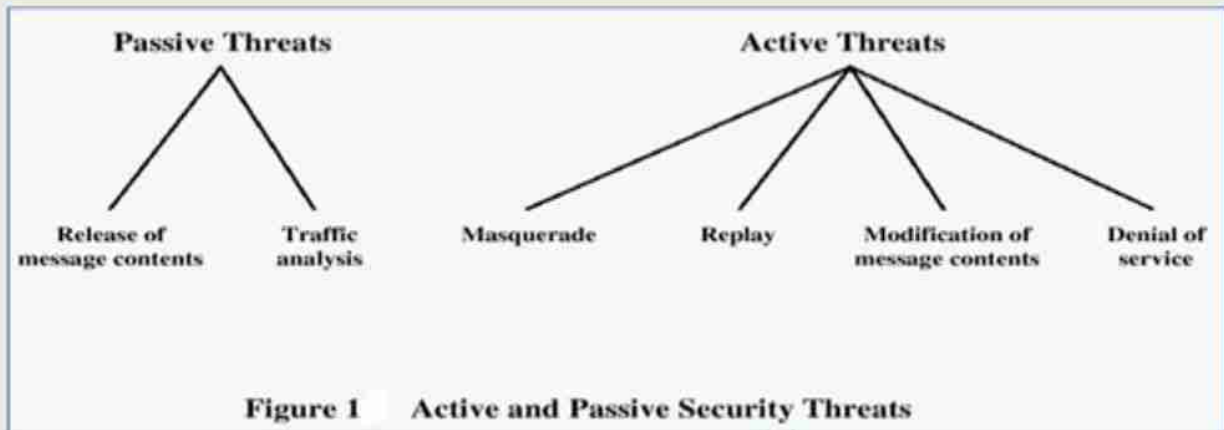 Passive Threats
Active Threats
Release of
message contents
Traffic
analysis
Masquerade
Replay
Modification of
message contents
Denial of
service
Figure 1 Active and Passive Security Threats